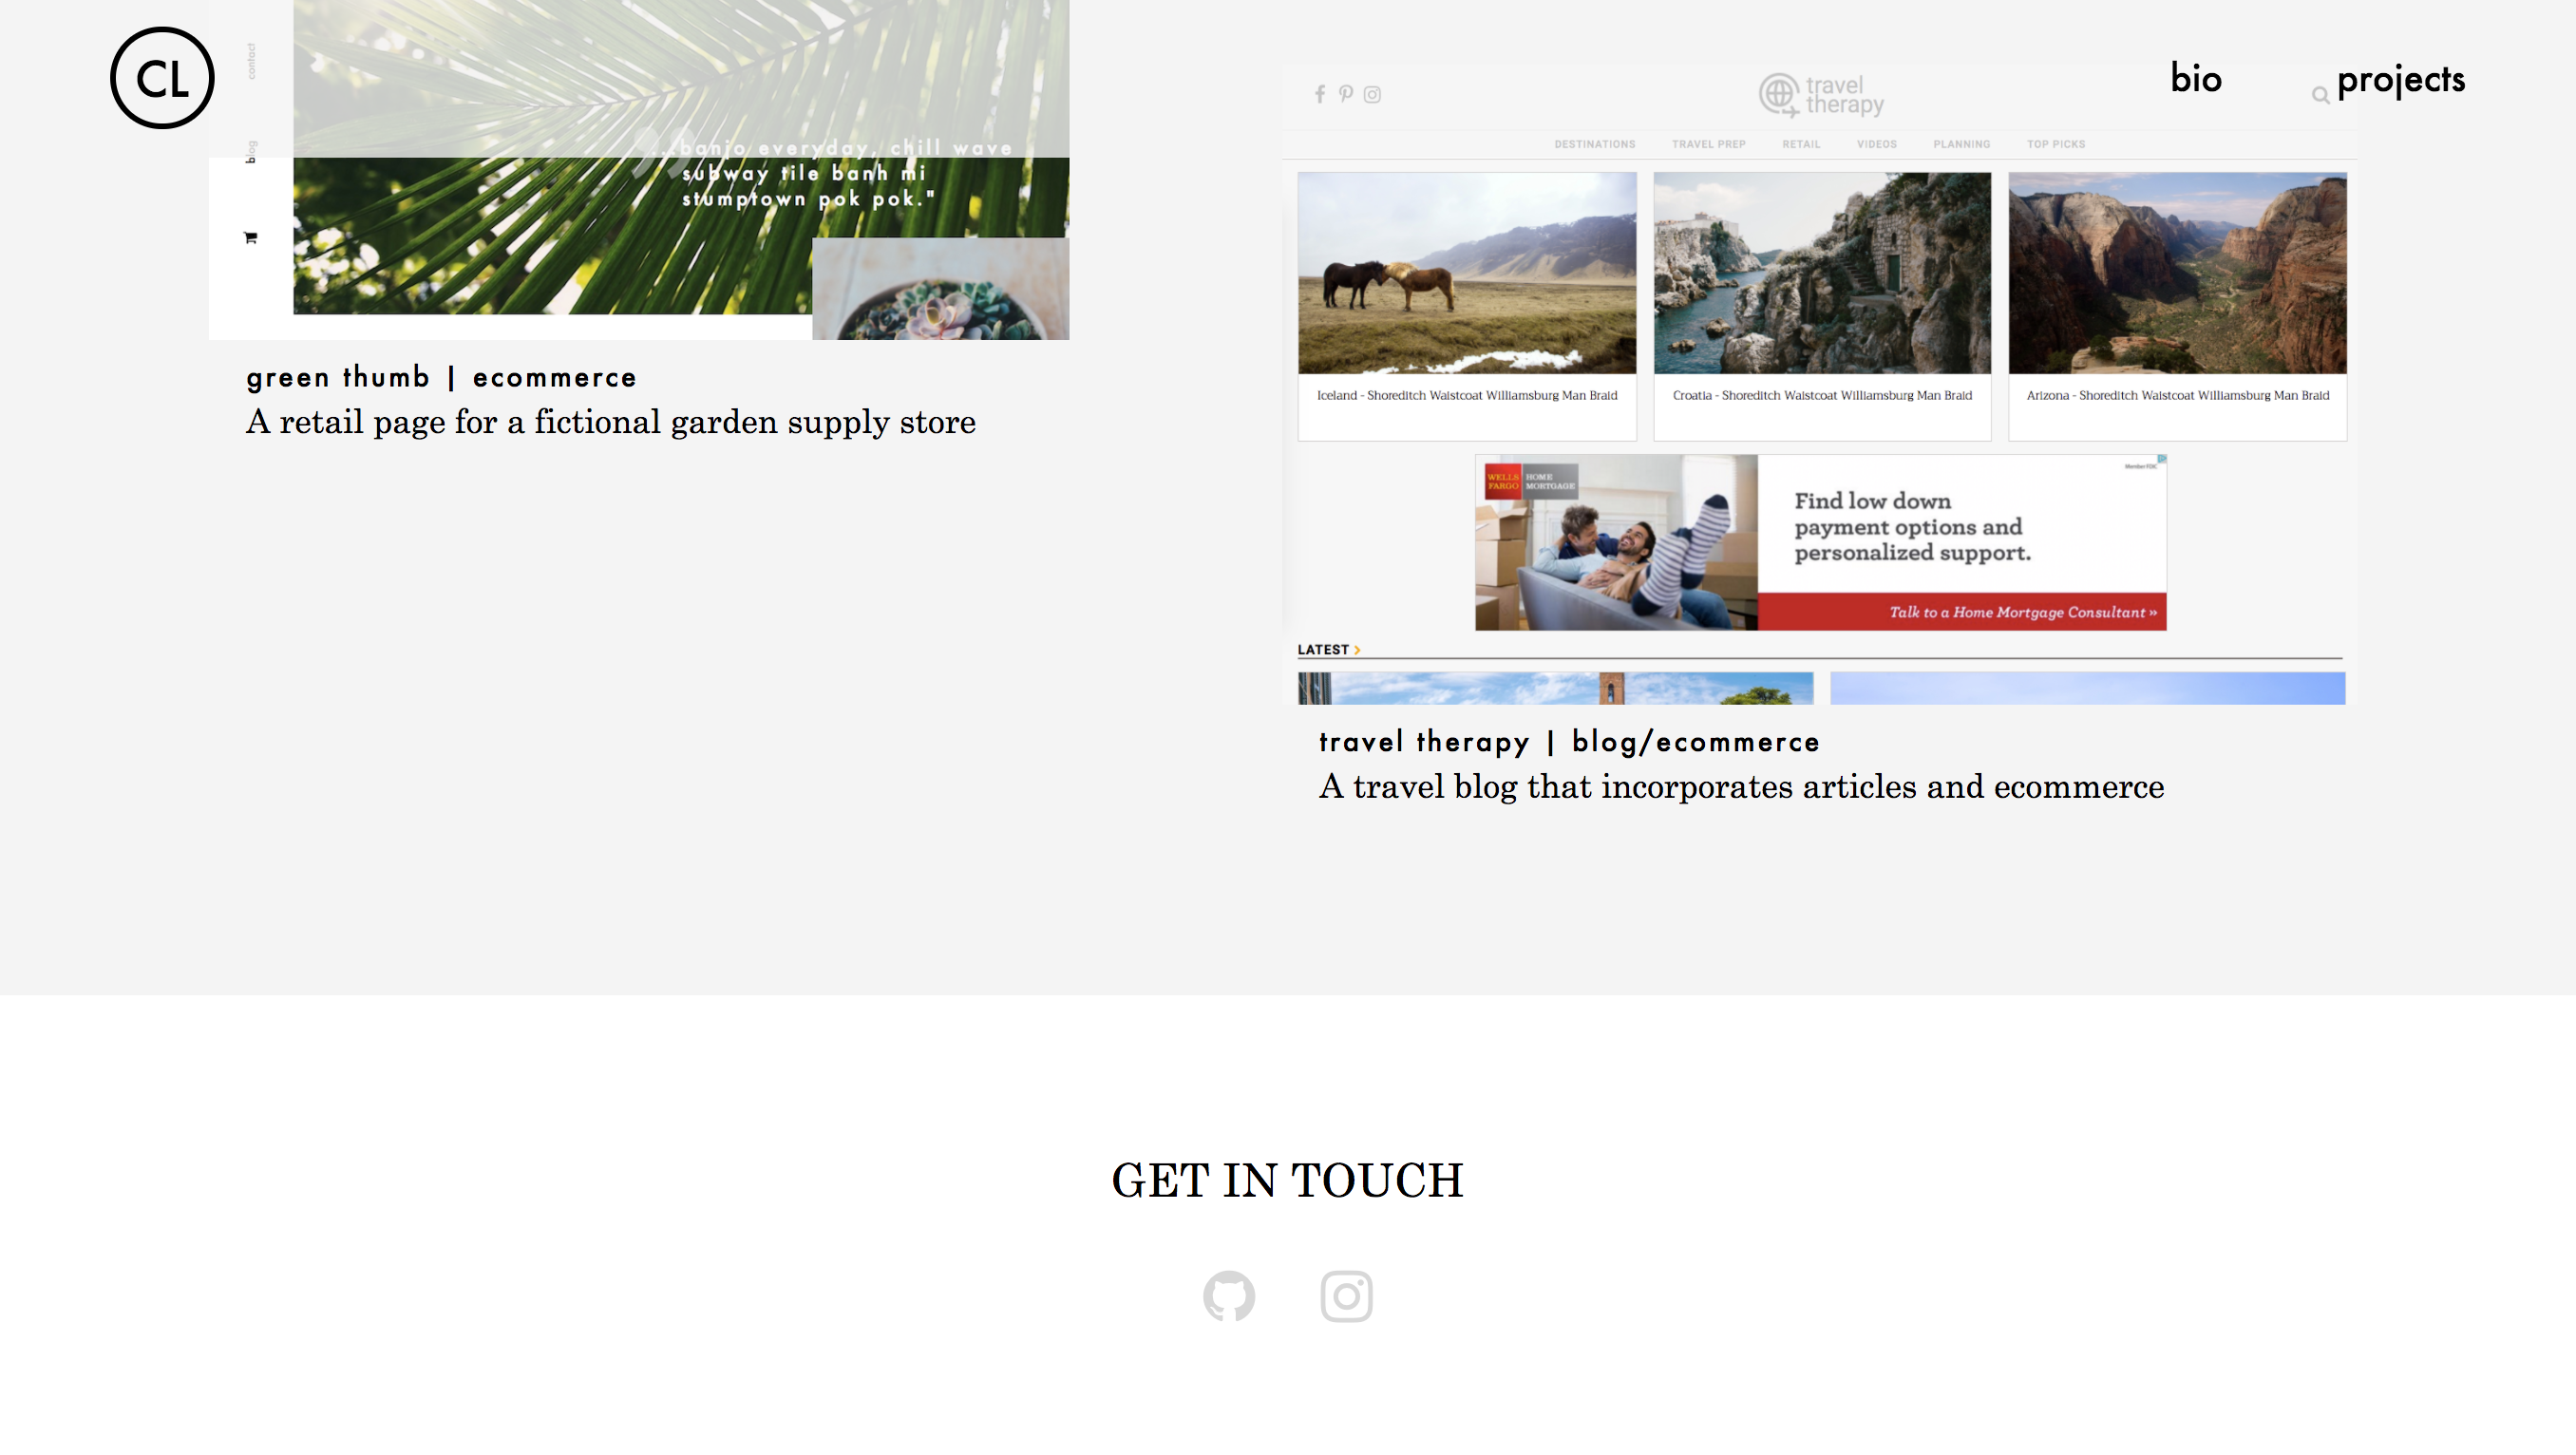 CL
bio
projects
contact
blog
...banjo everyday, chill wave
subway tile banh mi
stumptown pok pok."
green thumb | ecommerce
A retail page for a fictional garden supply store
travel
therapy
DESTINATIONS TRAVEL PREP RETAIL VIDEOS PLANNING TOP PICKS
Iceland - Shoreditch Waistcoat Williamsburg Man Braid
Croatia - Shoreditch Waistcoat Williamsburg Man Braid
Arizona - Shoreditch Waistcoat Williamsburg Man Braid
WELLS
FARGO
HOME
MORTGAGE
Member FDIC
Find low down
payment options and
personalized support.
Talk to a Home Mortgage Consultant »
LATEST >
travel therapy | blog/ecommerce
A travel blog that incorporates articles and ecommerce
GET IN TOUCH